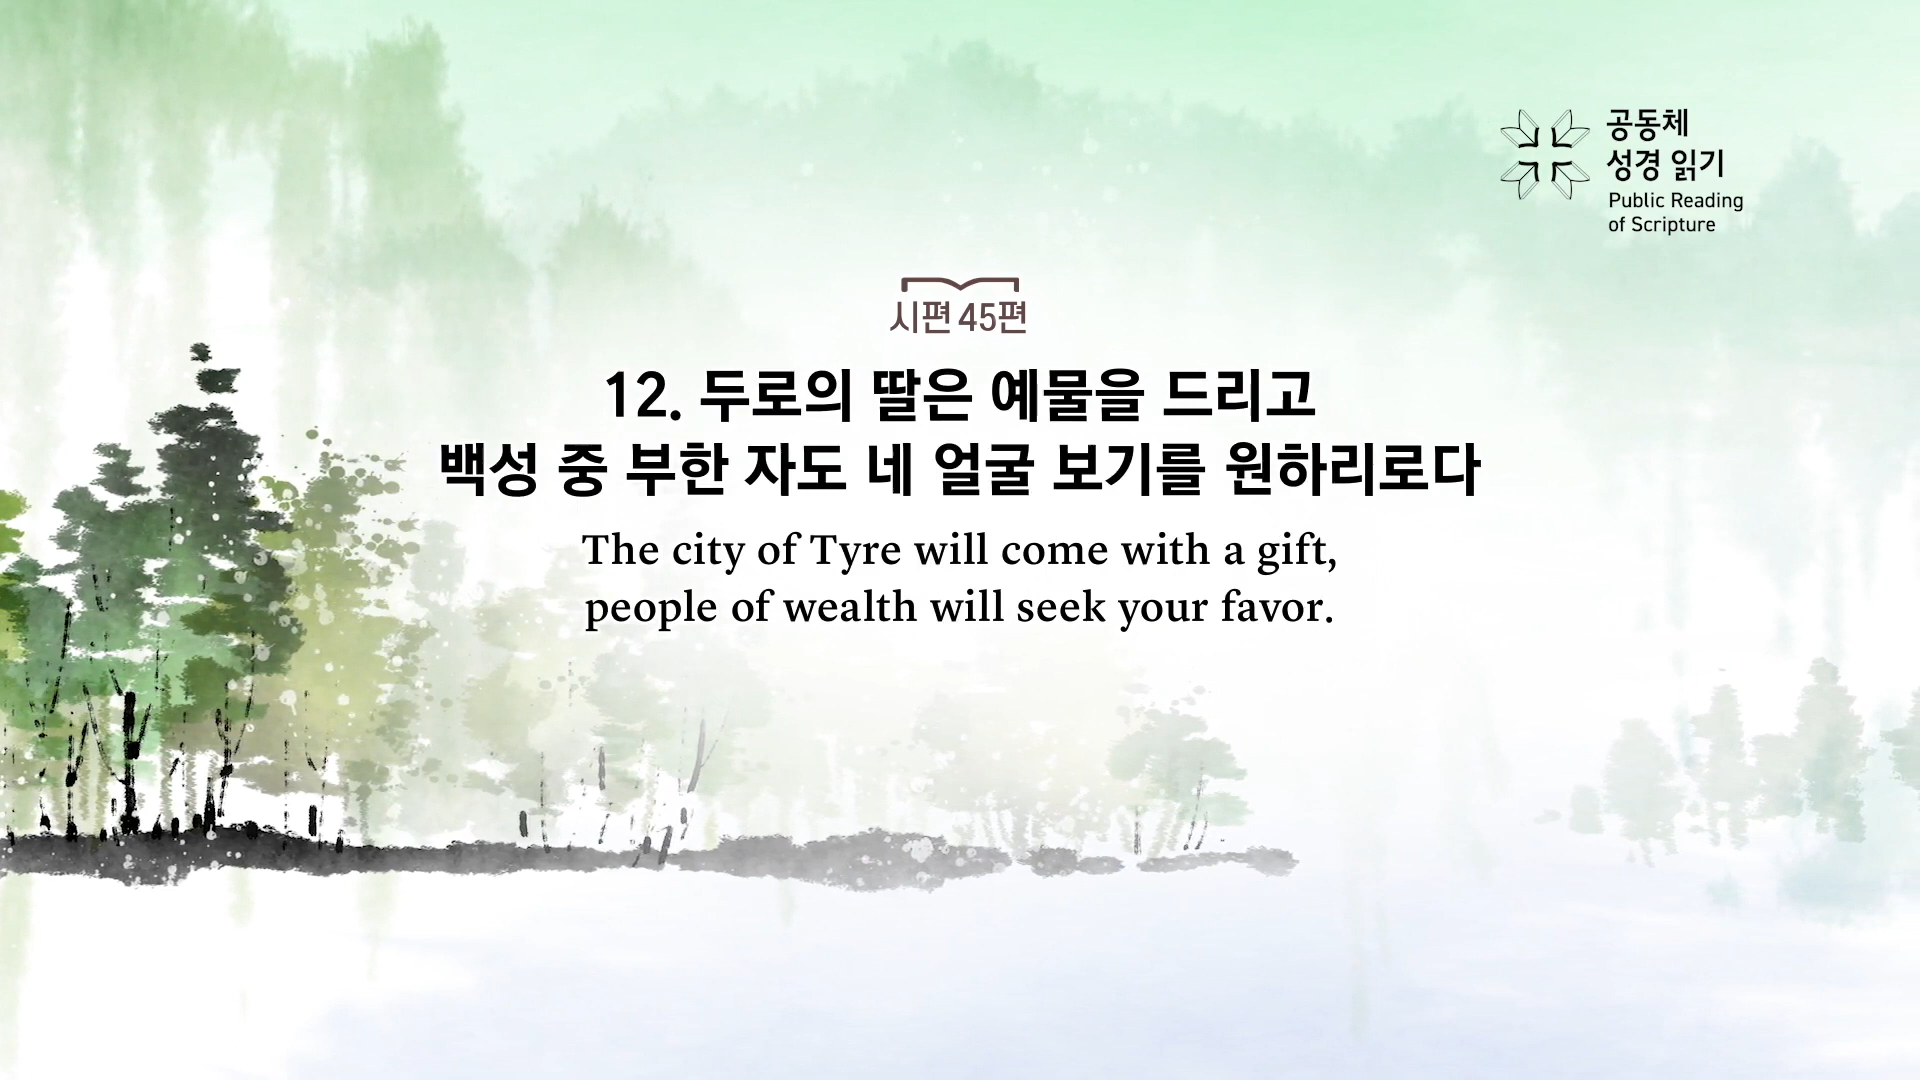 공동체
성경 읽기
Public Reading
of Scripture
시편 45편
12. 두로의 딸은 예물을 드리고
백성 중 부한 자도 네 얼굴 보기를 원하리로다
The city of Tyre will come with a gift,
people of wealth will seek your favor.